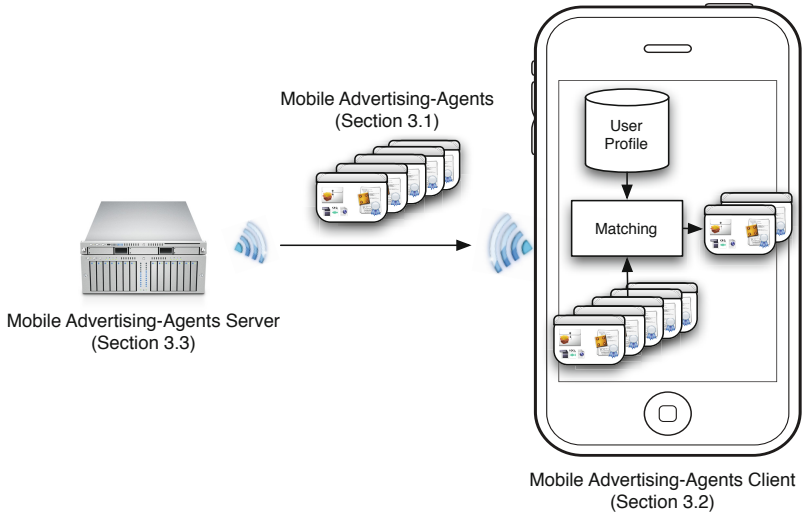 Mobile Advertising-Agents
(Section 3.1)
User
Profile
Matching
Mobile Advertising-Agents Server
(Section 3.3)
Mobile Advertising-Agents Client
(Section 3.2)